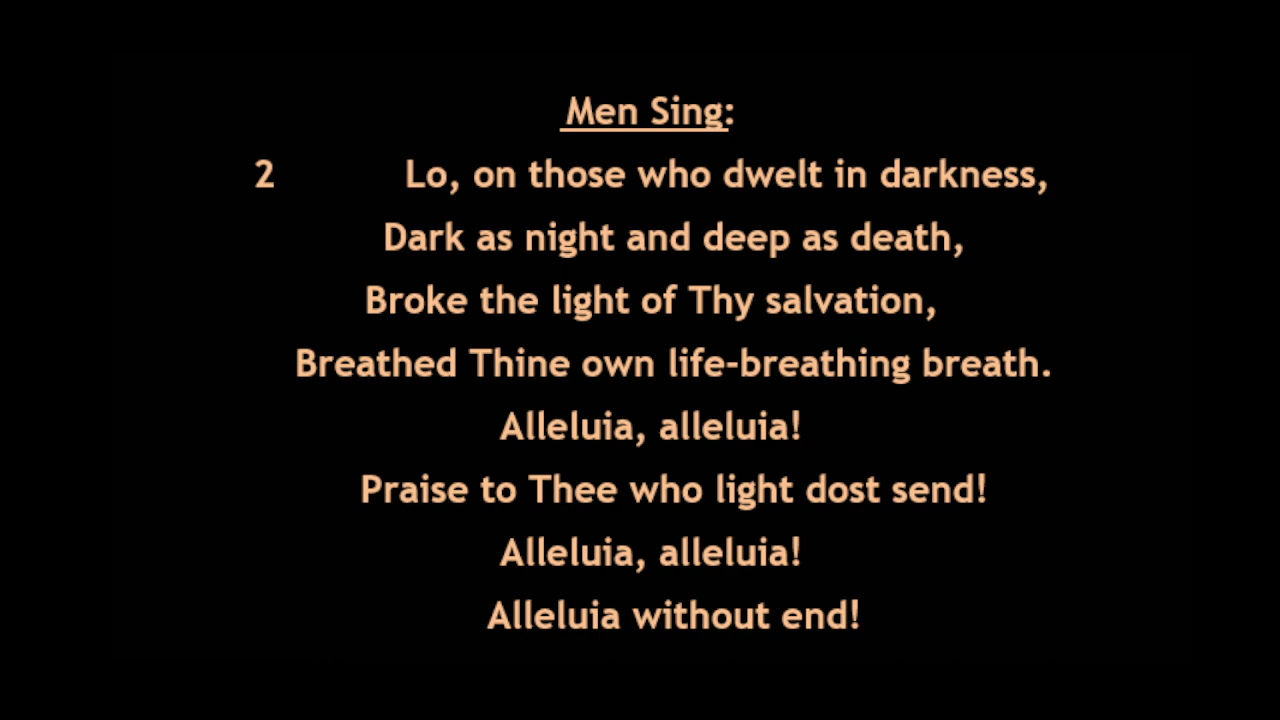 Men Sing:
2 Lo, on those who dwelt in darkness,
Dark as night and deep as death,
Broke the light of Thy salvation,
Breathed Thine own life-breathing breath.
Alleluia, alleluia!
Praise to Thee who light dost send!
Alleluia, alleluia!
Alleluia without end!